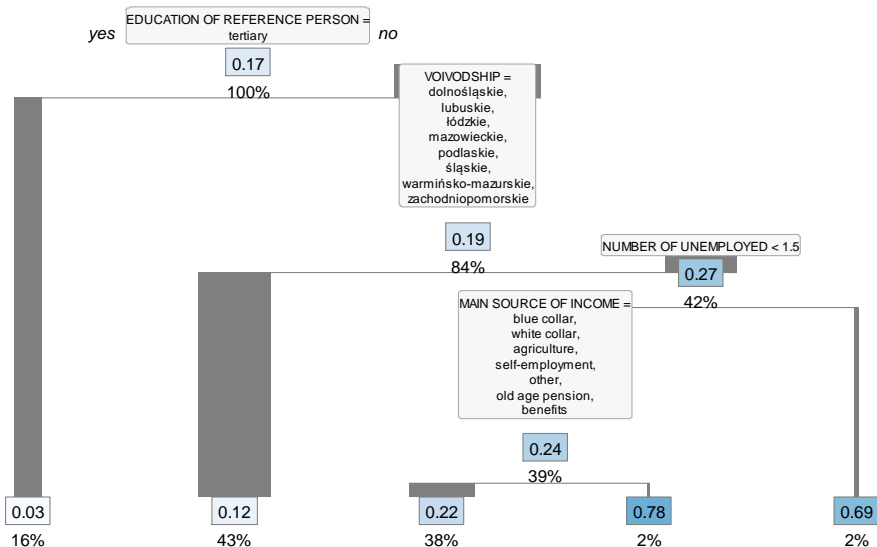 EDUCATION OF REFERENCE PERSON =
tertiary
yes
no
0.17
100%
VOIVODSHIP =
dolnośląskie,
lubuskie,
łódzkie,
mazowieckie,
podlaskie,
śląskie,
warmińsko-mazurskie,
zachodniopomorskie
0.19
84%
NUMBER OF UNEMPLOYED < 1.5
0.27
42%
MAIN SOURCE OF INCOME =
blue collar,
white collar,
agriculture,
self-employment,
other,
old age pension,
benefits
0.24
39%
0.03
0.12
0.22
0.78
0.69
16%
43%
38%
2%
2%